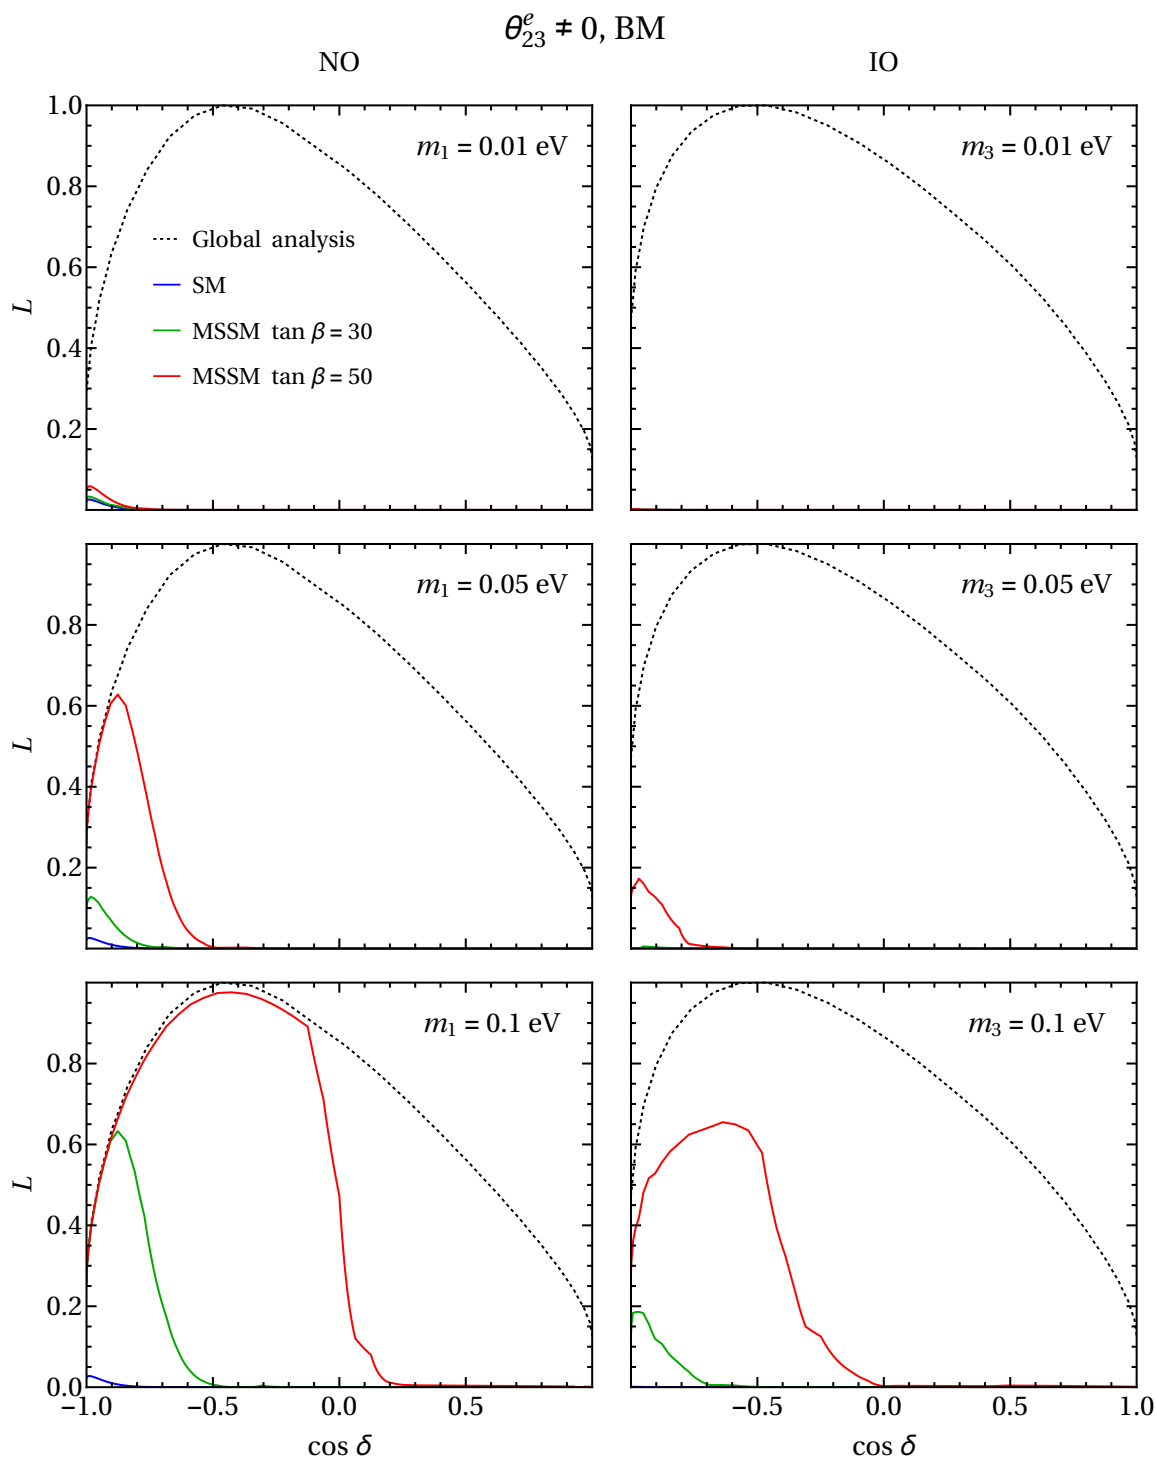 θᵉ₂₃ ≠ 0, BM
NO
IO
1.0
0.8
0.6
0.4
0.2
L
m₁ = 0.01 eV
Global analysis
SM
MSSM tan β = 30
MSSM tan β = 50
m₃ = 0.01 eV
0.8
0.6
0.4
0.2
L
m₁ = 0.05 eV
m₃ = 0.05 eV
0.8
0.6
0.4
0.2
0.0
L
m₁ = 0.1 eV
m₃ = 0.1 eV
−1.0 −0.5 0.0 0.5
−0.5 0.0 0.5 1.0
cos δ
cos δ